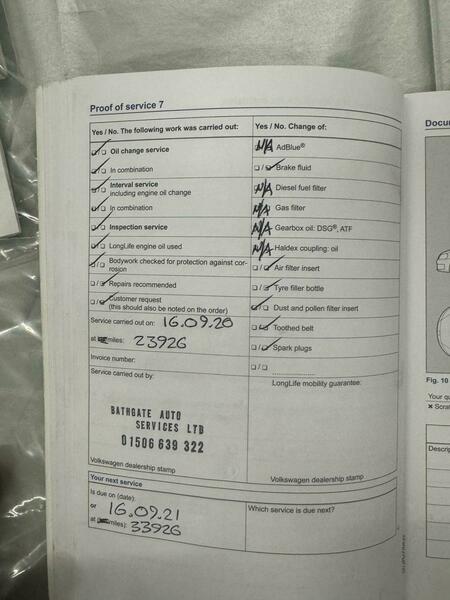 Proof of service 7
Yes / No. The following work was carried out:
Oil change service
In combination
Interval service
including engine oil change
In combination
Inspection service
LongLife engine oil used
Bodywork checked for protection against cor-
rosion
Repairs recommended
Customer request
(this should also be noted on the order)
Service carried out on: 16.09.20
at miles: 23926
Invoice number:
Service carried out by:
BATHGATE AUTO
SERVICES LTD
01506 639 322
Volkswagen dealership stamp
Yes / No. Change of:
N/A AdBlue®
Brake fluid
N/A Diesel fuel filter
N/A Gas filter
N/A Gearbox oil: DSG®, ATF
N/A Haldex coupling: oil
Air filter insert
Tyre filler bottle
Dust and pollen filter insert
Toothed belt
Spark plugs
LongLife mobility guarantee:
Volkswagen dealership stamp
Your next service
Is due on (date):
or 16.09.21
at miles): 33926
Which service is due next?
Docu
Fig. 10
Your qu
× Scra
Descrip